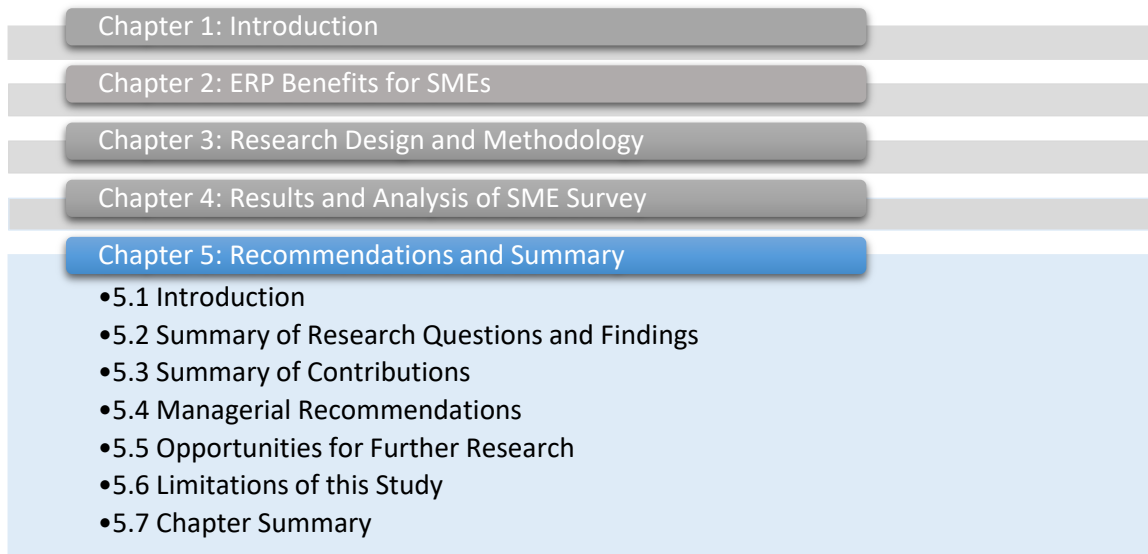 Chapter 1: Introduction
Chapter 2: ERP Benefits for SMEs
Chapter 3: Research Design and Methodology
Chapter 4: Results and Analysis of SME Survey
Chapter 5: Recommendations and Summary
•5.1 Introduction
•5.2 Summary of Research Questions and Findings
•5.3 Summary of Contributions
•5.4 Managerial Recommendations
•5.5 Opportunities for Further Research
•5.6 Limitations of this Study
•5.7 Chapter Summary